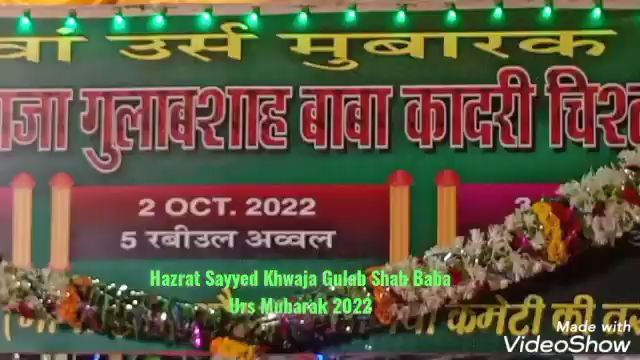 वां उर्स मुबारक
गुलाबशाह बाबा कादरी
2 OCT. 2022
5 रबीउल अव्वल
Hazrat Sayyed Khwaja Gulab Shah Baba
Urs Mubarak 2022
कमेटी की
Made with
VideoShow